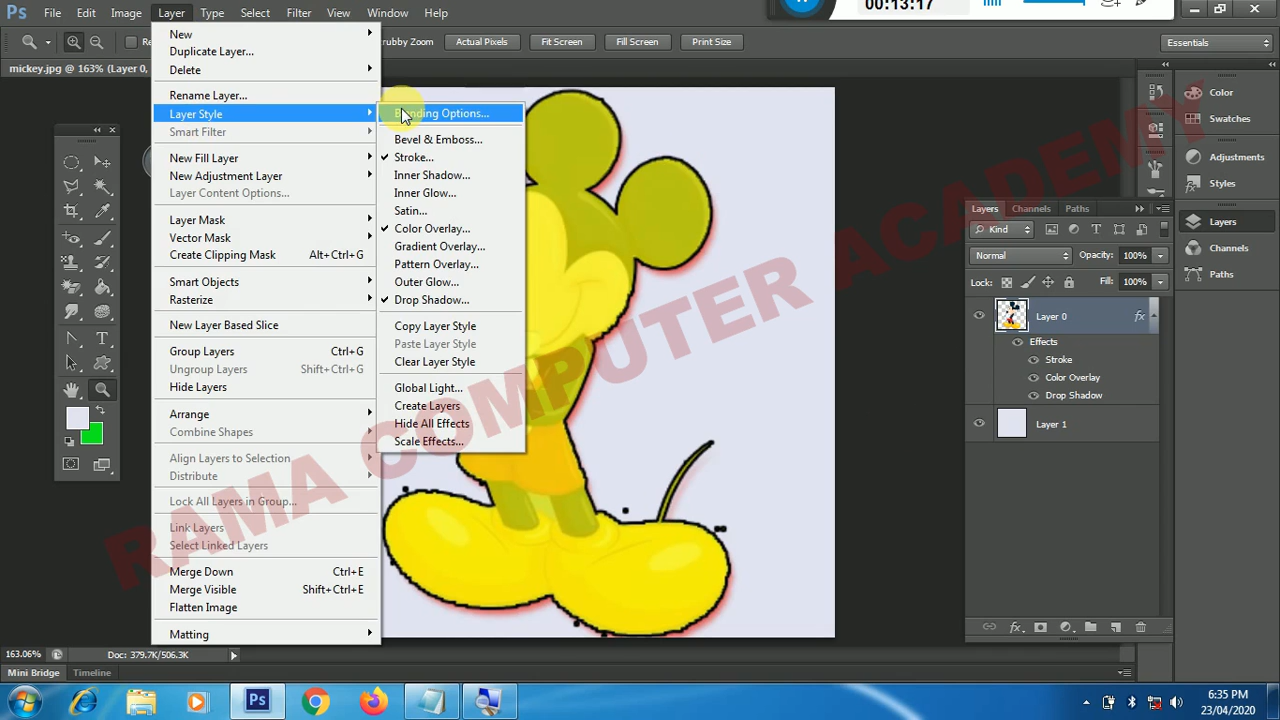 00:13:17
Ps File Edit Image Layer Type Select Filter View Window Help
Re
rubby Zoom Actual Pixels Fit Screen Fill Screen Print Size Essentials
mickey.jpg @ 163% (Layer 0,
New
Duplicate Layer...
Delete
Rename Layer...
Layer Style
Smart Filter
New Fill Layer
New Adjustment Layer
Layer Content Options...
Layer Mask
Vector Mask
Create Clipping Mask Alt+Ctrl+G
Smart Objects
Rasterize
New Layer Based Slice
Group Layers Ctrl+G
Ungroup Layers Shift+Ctrl+G
Hide Layers
Arrange
Combine Shapes
Align Layers to Selection
Distribute
Lock All Layers in Group...
Link Layers
Select Linked Layers
Merge Down Ctrl+E
Merge Visible Shift+Ctrl+E
Flatten Image
Matting
Blending Options...
Bevel & Emboss...
Stroke...
Inner Shadow...
Inner Glow...
Satin...
Color Overlay...
Gradient Overlay...
Pattern Overlay...
Outer Glow...
Drop Shadow...
Copy Layer Style
Paste Layer Style
Clear Layer Style
Global Light...
Create Layers
Hide All Effects
Scale Effects...
RAMA COMPUTER ACADEMY
Layers Channels Paths
Kind
Normal Opacity: 100%
Lock: Fill: 100%
Layer 0 fx
Effects
Stroke
Color Overlay
Drop Shadow
Layer 1
fx
Color
Swatches
Adjustments
Styles
Layers
Channels
Paths
163.06% Doc: 379.7K/506.3K
Mini Bridge Timeline
Ps
6:35 PM
23/04/2020